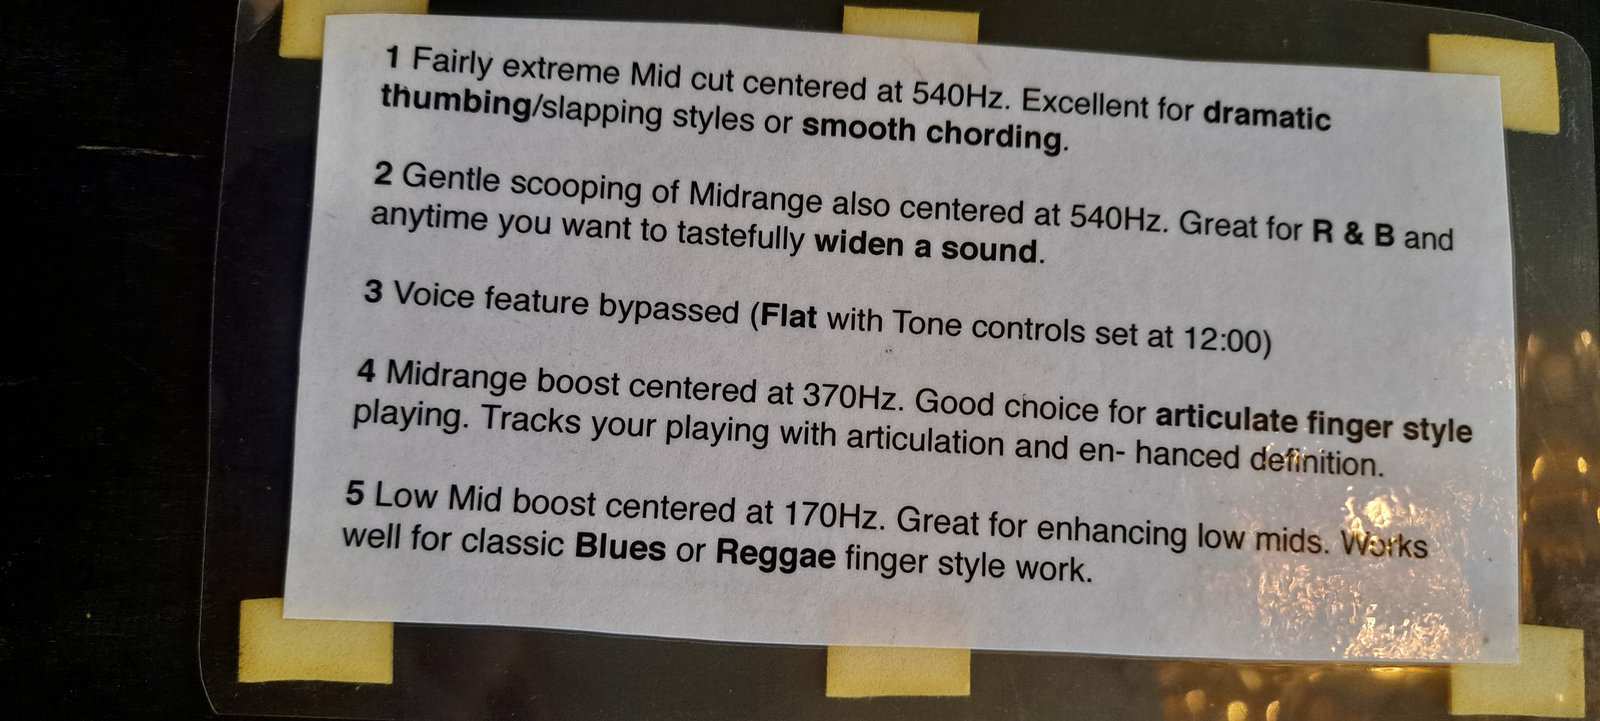 1 Fairly extreme Mid cut centered at 540Hz. Excellent for dramatic
thumbing/slapping styles or smooth chording.
2 Gentle scooping of Midrange also centered at 540Hz. Great for R & B and
anytime you want to tastefully widen a sound.
3 Voice feature bypassed (Flat with Tone controls set at 12:00)
4 Midrange boost centered at 370Hz. Good choice for articulate finger style
playing. Tracks your playing with articulation and en- hanced definition.
5 Low Mid boost centered at 170Hz. Great for enhancing low mids. Works
well for classic Blues or Reggae finger style work.